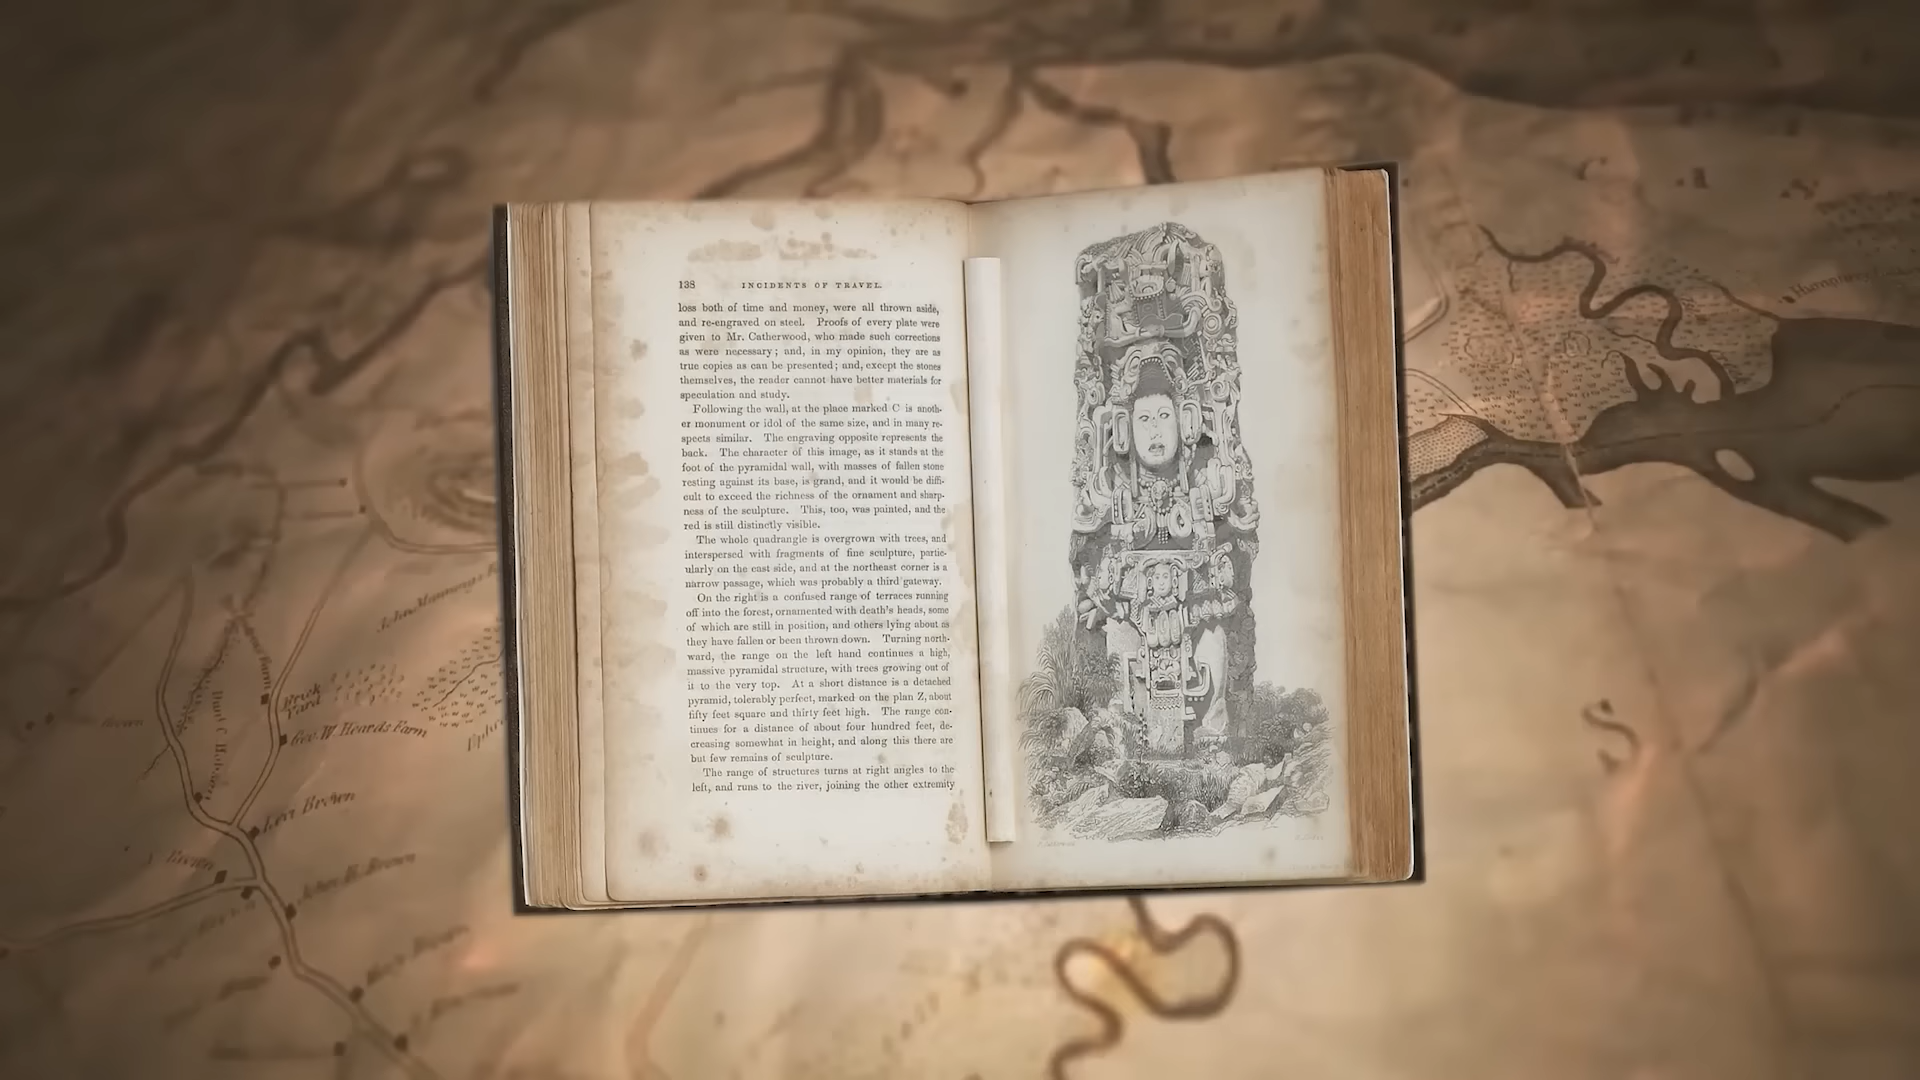 138 INCIDENTS OF TRAVEL.
loss both of time and money, were all thrown aside,
and re-engraved on steel. Proofs of every plate were
given to Mr. Catherwood, who made such corrections
as were necessary; and, in my opinion, they are as
true copies as can be presented; and, except the stones
themselves, the reader cannot have better materials for
speculation and study.
Following the wall, at the place marked C is anoth-
er monument or idol of the same size, and in many re-
spects similar. The engraving opposite represents the
back. The character of this image, as it stands at the
foot of the pyramidal wall, with masses of fallen stone
resting against its base, is grand, and it would be diffi-
cult to exceed the richness of the ornament and sharp-
ness of the sculpture. This, too, was painted, and the
red is still distinctly visible.
The whole quadrangle is overgrown with trees, and
interspersed with fragments of fine sculpture, partic-
ularly on the east side, and at the northeast corner is a
narrow passage, which was probably a third gateway.
On the right is a confused range of terraces running
off into the forest, ornamented with death's heads, some
of which are still in position, and others lying about as
they have fallen or been thrown down. Turning north-
ward, the range on the left hand continues a high,
massive pyramidal structure, with trees growing out of
it to the very top. At a short distance is a detached
pyramid, tolerably perfect, marked on the plan Z, about
fifty feet square and thirty feet high. The range con-
tinues for a distance of about four hundred feet, de-
creasing somewhat in height, and along this there are
but few remains of sculpture.
The range of structures turns at right angles to the
left, and runs to the river, joining the other extremity
Brick
Yard
Geo. W. Heards Farm
Levi Brown
John R. Brown
Brown
C A S